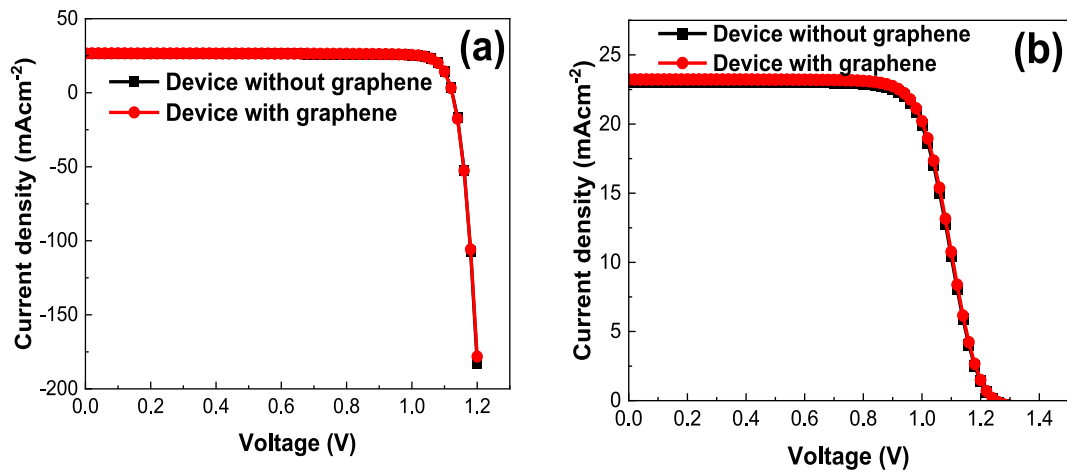 (a)
Device without graphene
Device with graphene
Current density (mAcm⁻²)
50
0
-50
-100
-150
-200
0.0 0.2 0.4 0.6 0.8 1.0 1.2
Voltage (V)
(b)
Device without graphene
Device with graphene
Current density (mAcm⁻²)
25
20
15
10
5
0
0.0 0.2 0.4 0.6 0.8 1.0 1.2 1.4
Voltage (V)